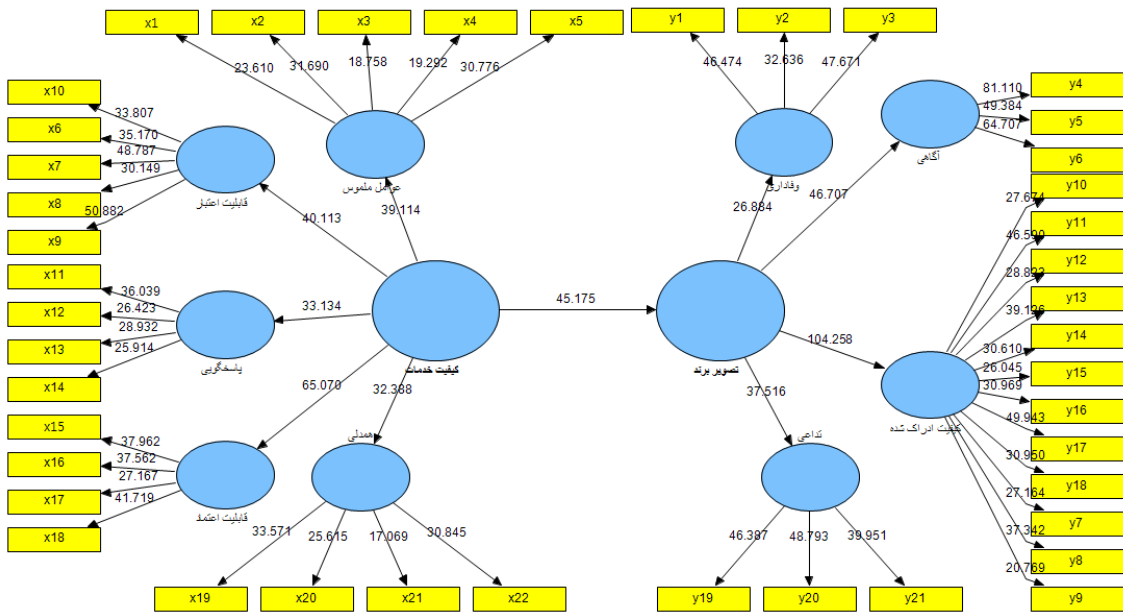 x1
x2
x3
x4
x5
23.610
31.690
18.758
19.292
30.776
عوامل ملموس
39.114
x10
x6
x7
x8
x9
33.807
35.170
48.787
30.149
50.882
قابلیت اعتبار
40.113
x11
x12
x13
x14
36.039
26.423
28.932
25.914
پاسخگویی
33.134
x15
x16
x17
x18
37.962
37.562
27.167
41.719
قابلیت اعتماد
65.070
همدلی
32.388
33.571
25.615
17.069
30.845
x19
x20
x21
x22
کیفیت خدمات
45.175
تصویر برند
y1
y2
y3
46.474
32.636
47.671
وفاداری
26.884
y4
y5
y6
81.110
49.384
64.707
آگاهی
46.707
y10
y11
y12
y13
y14
y15
y16
y17
y18
y7
y8
y9
27.674
46.590
28.823
39.126
30.610
26.045
30.969
49.943
30.950
27.164
37.342
20.769
کیفیت ادراک شده
104.258
تداعی
37.516
46.387
48.793
39.951
y19
y20
y21